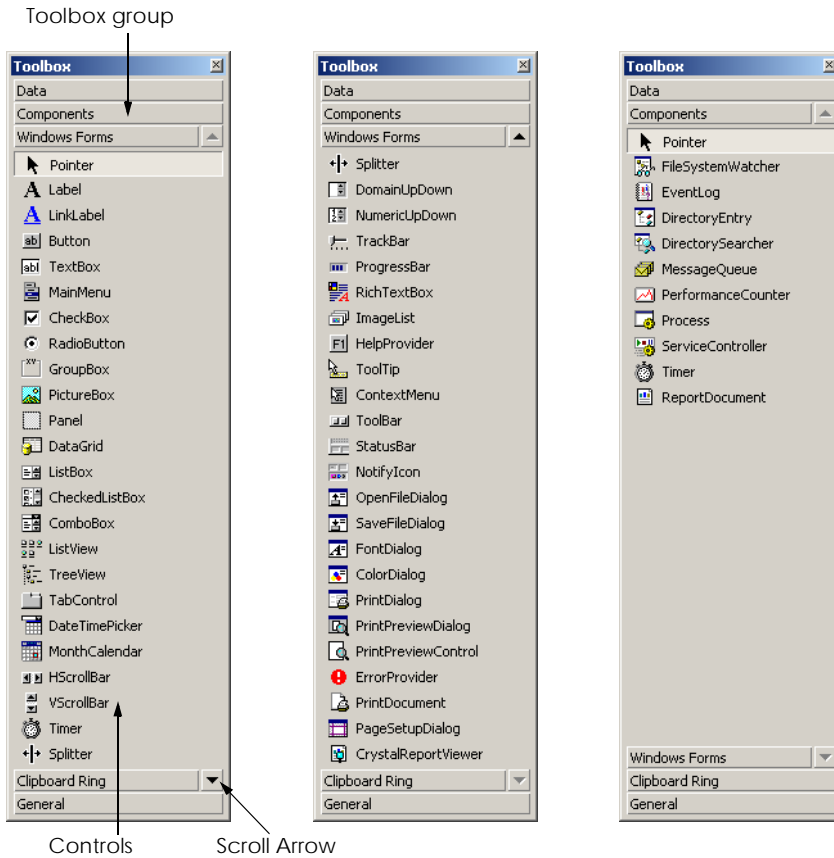 Toolbox group
Toolbox
Data
Components
Windows Forms
Pointer
Label
LinkLabel
Button
TextBox
MainMenu
CheckBox
RadioButton
GroupBox
PictureBox
Panel
DataGrid
ListBox
CheckedListBox
ComboBox
ListView
TreeView
TabControl
DateTimePicker
MonthCalendar
HScrollBar
VScrollBar
Timer
Splitter
Clipboard Ring
General
Toolbox
Data
Components
Windows Forms
Splitter
DomainUpDown
NumericUpDown
TrackBar
ProgressBar
RichTextBox
ImageList
HelpProvider
ToolTip
ContextMenu
ToolBar
StatusBar
NotifyIcon
OpenFileDialog
SaveFileDialog
FontDialog
ColorDialog
PrintDialog
PrintPreviewDialog
PrintPreviewControl
ErrorProvider
PrintDocument
PageSetupDialog
CrystalReportViewer
Clipboard Ring
General
Toolbox
Data
Components
Pointer
FileSystemWatcher
EventLog
DirectoryEntry
DirectorySearcher
MessageQueue
PerformanceCounter
Process
ServiceController
Timer
ReportDocument
Windows Forms
Clipboard Ring
General
Controls
Scroll Arrow